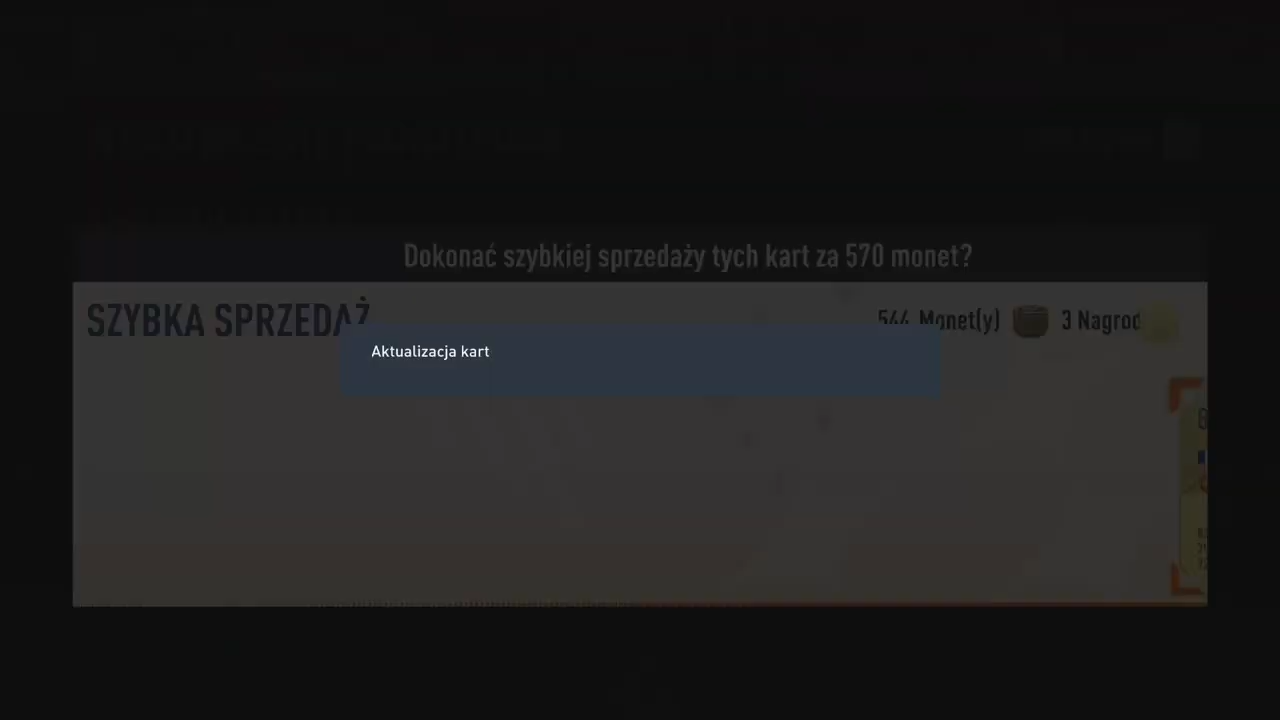 Dokonać szybkiej sprzedaży tych kart za 570 monet?
SZYBKA SPRZEDAŻ
544 Monet(y) 3 Nagrod
Aktualizacja kart